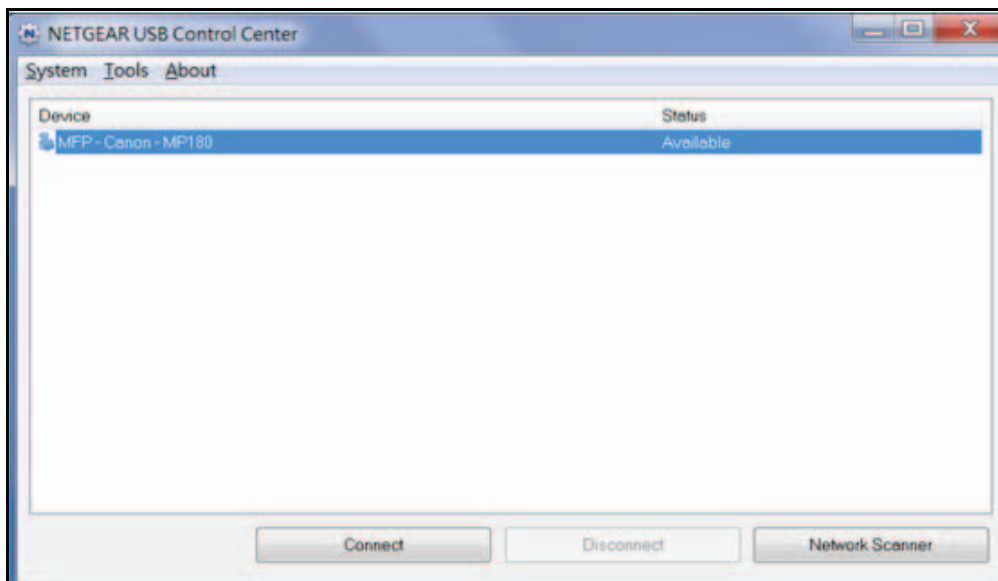 NETGEAR USB Control Center
System Tools About
Device Status
MFP - Canon - MP180 Available
Connect Disconnect Network Scanner